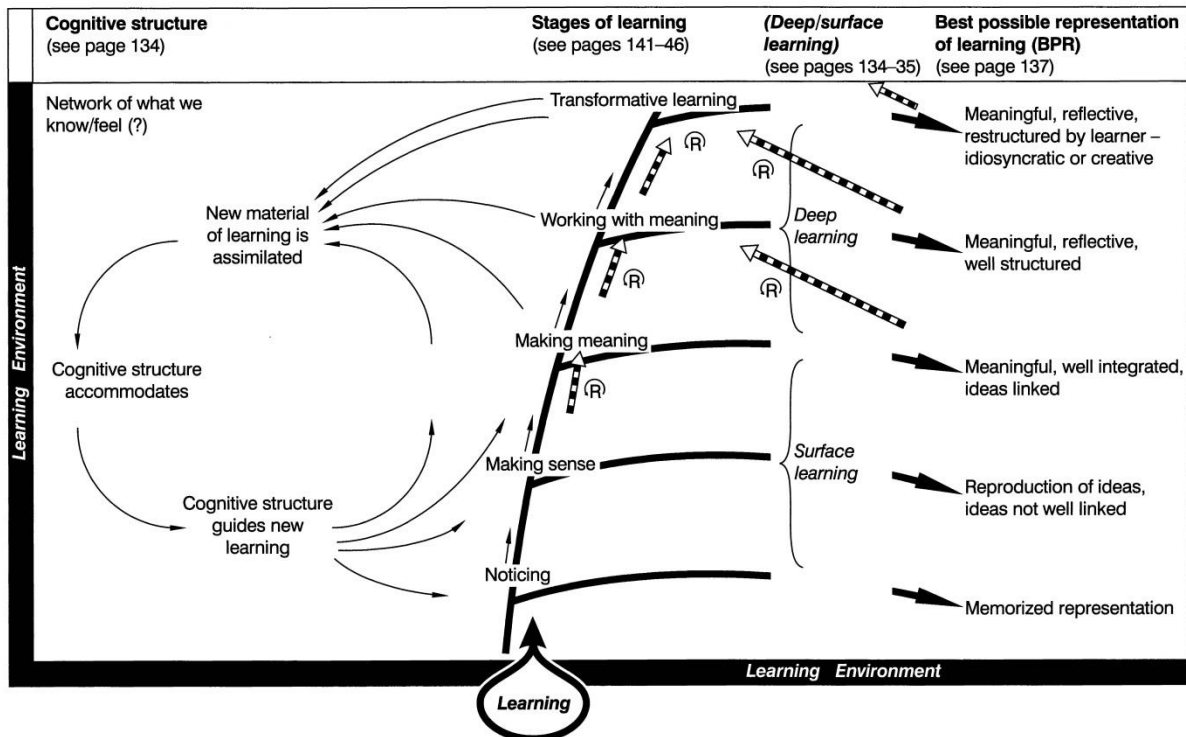 Cognitive structure
(see page 134)
Stages of learning
(see pages 141–46)
(Deep/surface
learning)
(see pages 134–35)
Best possible representation
of learning (BPR)
(see page 137)
Network of what we
know/feel (?)
New material
of learning is
assimilated
Cognitive structure
accommodates
Cognitive structure
guides new
learning
Transformative learning
R
R
Working with meaning
R
R
Making meaning
R
Making sense
Noticing
Deep
learning
Surface
learning
Meaningful, reflective,
restructured by learner –
idiosyncratic or creative
Meaningful, reflective,
well structured
Meaningful, well integrated,
ideas linked
Reproduction of ideas,
ideas not well linked
Memorized representation
Learning Environment
Learning Environment
Learning